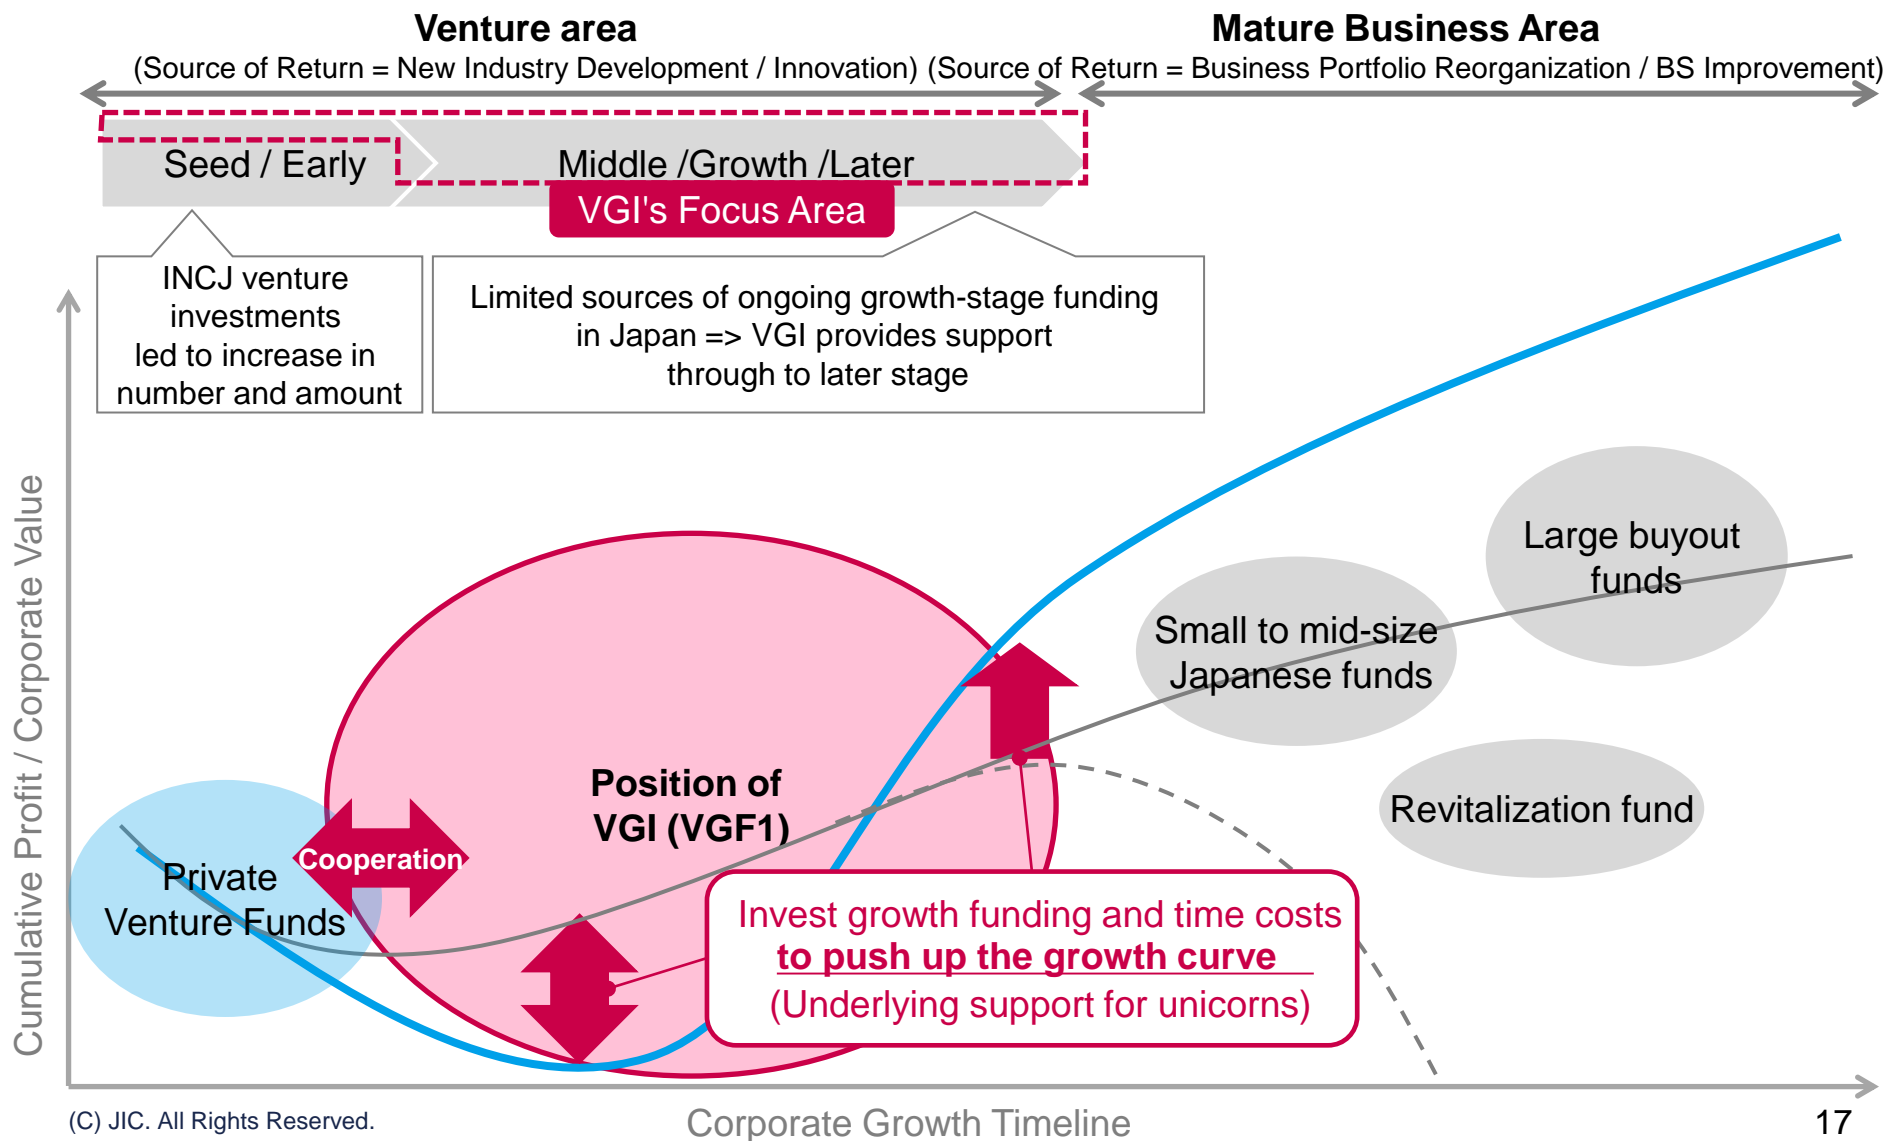 Venture area
(Source of Return = New Industry Development / Innovation)
Mature Business Area
(Source of Return = Business Portfolio Reorganization / BS Improvement)
Seed / Early
Middle /Growth /Later
VGI's Focus Area
INCJ venture
investments
led to increase in
number and amount
Limited sources of ongoing growth-stage funding
in Japan => VGI provides support
through to later stage
Cumulative Profit / Corporate Value
Large buyout
funds
Small to mid-size
Japanese funds
Revitalization fund
Position of
VGI (VGF1)
Cooperation
Private
Venture Funds
Invest growth funding and time costs
to push up the growth curve
(Underlying support for unicorns)
(C) JIC. All Rights Reserved.
Corporate Growth Timeline
17